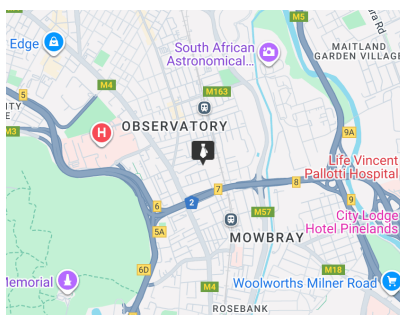 M5
Edge
South African
Astronomical...
MAITLAND
GARDEN VILLAGE
M4
M163
5
OBSERVATORY
M3
H
9A
Life Vincent
Pallotti Hospital
7
8
6
2
9
M57
City Lodge
Hotel Pinelands
5A
MOWBRAY
6D
M18
Memorial
M4
Woolworths Milner Road
ROSEBANK